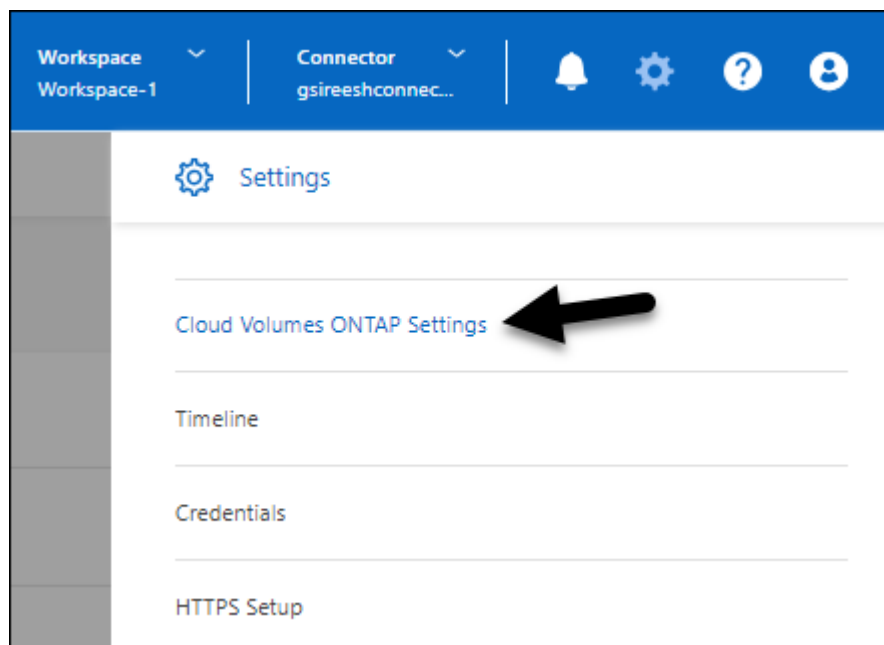 Workspace
Workspace-1
Connector
gsireeshconnec...
Settings
Cloud Volumes ONTAP Settings
Timeline
Credentials
HTTPS Setup